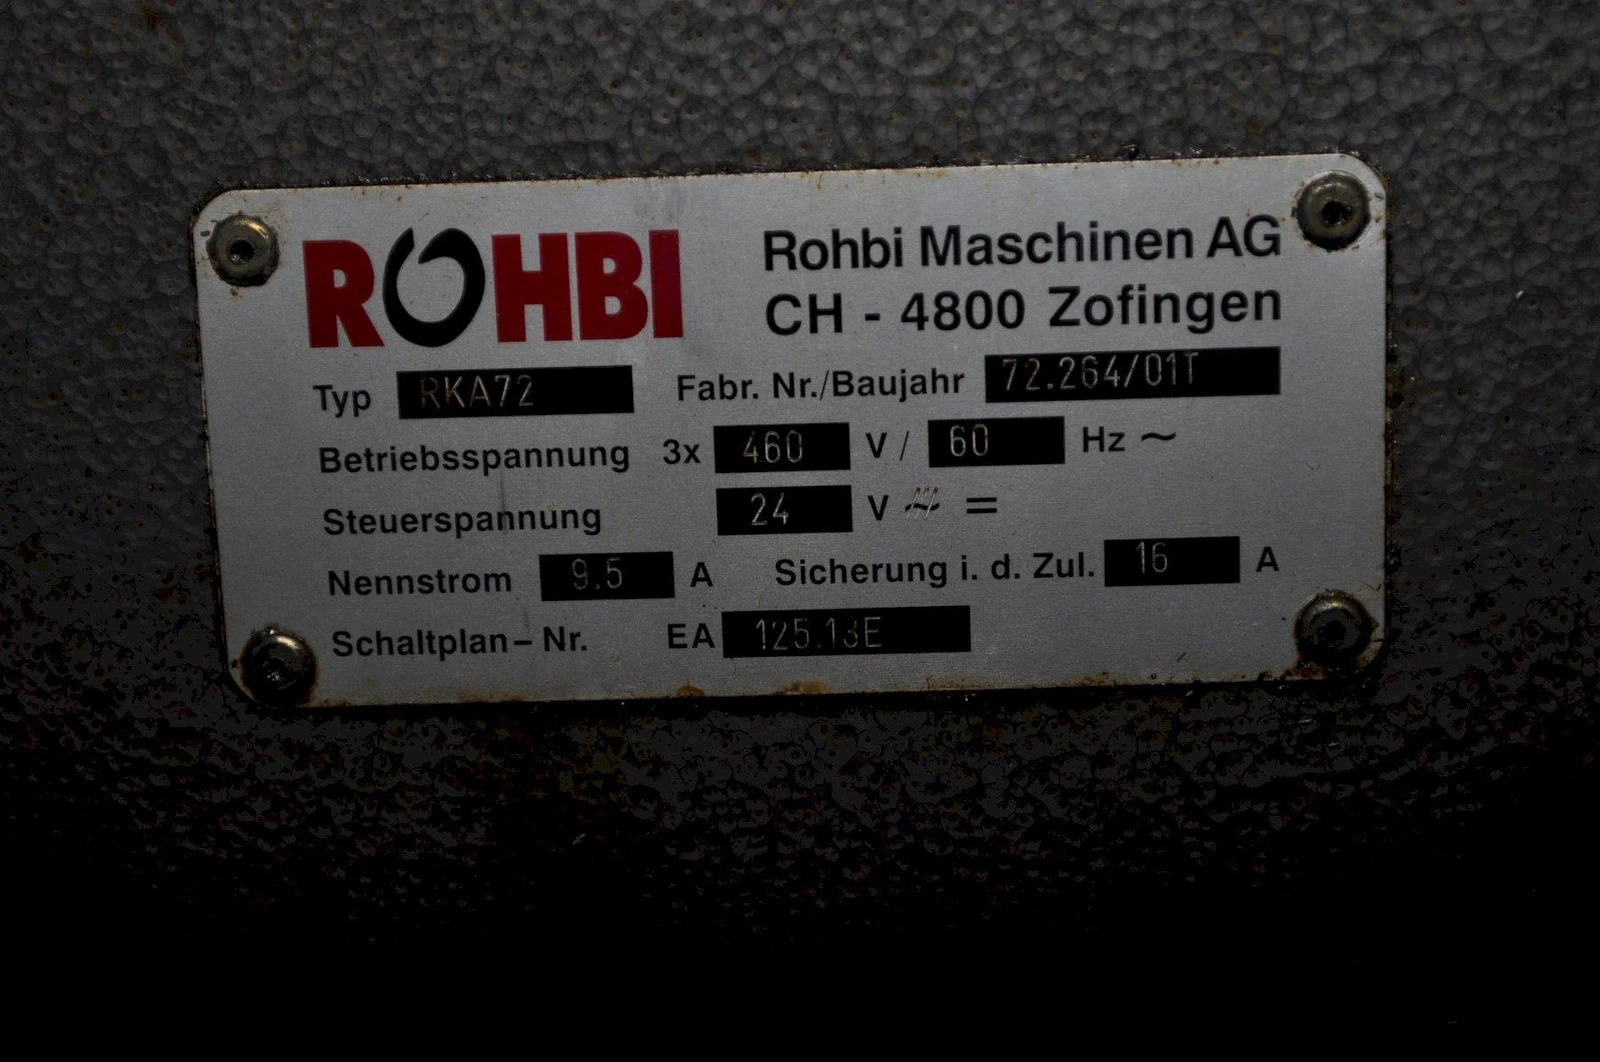 ROHBI
Rohbi Maschinen AG
CH - 4800 Zofingen
Typ RKA72 Fabr. Nr./Baujahr 72.264/01T
Betriebsspannung 3x 460 V / 60 Hz ~
Steuerspannung 24 V ~ =
Nennstrom 9.5 A Sicherung i. d. Zul. 16 A
Schaltplan – Nr. EA 125.13E